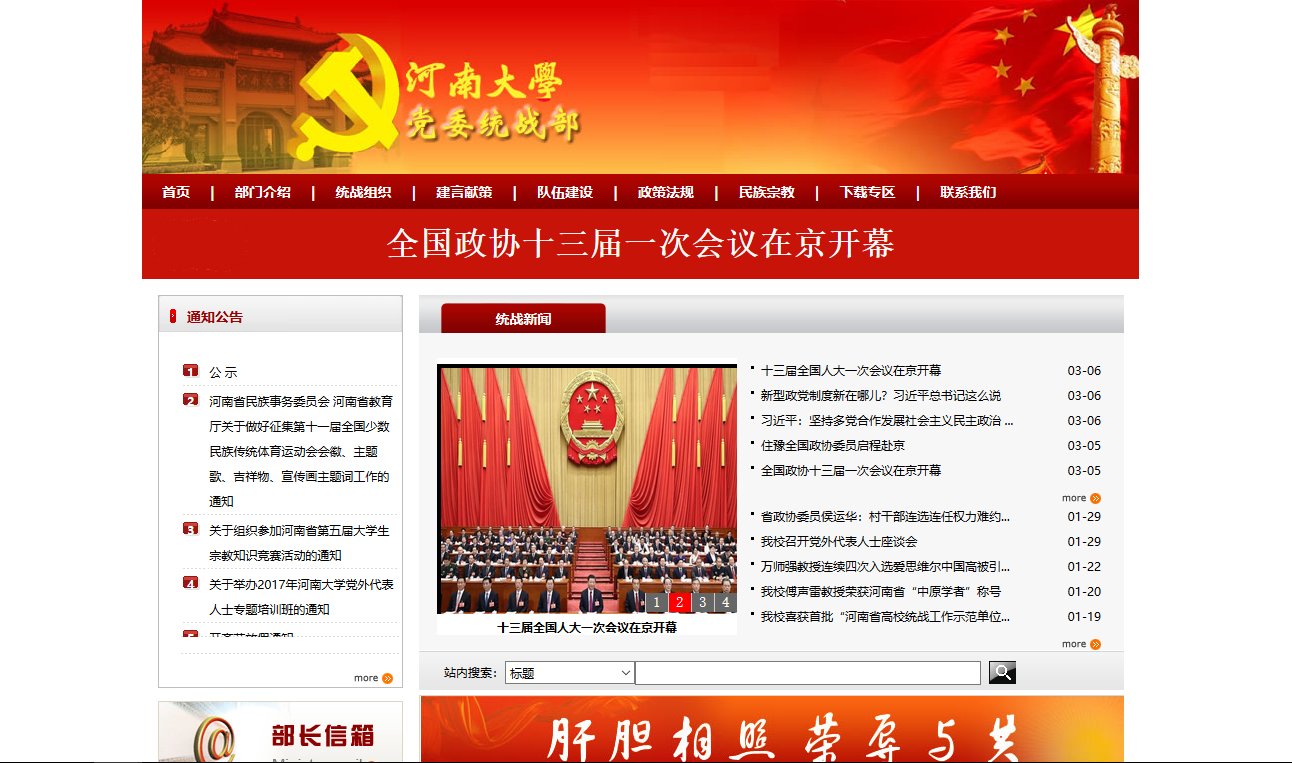 河南大學
党委统战部
首页 | 部门介绍 | 统战组织 | 建言献策 | 队伍建设 | 政策法规 | 民族宗教 | 下载专区 | 联系我们
全国政协十三届一次会议在京开幕
通知公告
1 公 示
2 河南省民族事务委员会 河南省教育
厅关于做好征集第十一届全国少数
民族传统体育运动会会徽、主题
歌、吉祥物、宣传画主题词工作的
通知
3 关于组织参加河南省第五届大学生
宗教知识竞赛活动的通知
4 关于举办2017年河南大学党外代表
人士专题培训班的通知
more
部长信箱
统战新闻
1 2 3 4
十三届全国人大一次会议在京开幕
十三届全国人大一次会议在京开幕 03-06
新型政党制度新在哪儿？习近平总书记这么说 03-06
习近平：坚持多党合作发展社会主义民主政治 ... 03-06
住豫全国政协委员启程赴京 03-05
全国政协十三届一次会议在京开幕 03-05
more
省政协委员侯运华：村干部连选连任权力难约... 01-29
我校召开党外代表人士座谈会 01-29
万师强教授连续四次入选爱思维尔中国高被引... 01-22
我校傅声雷教授荣获河南省“中原学者”称号 01-20
我校喜获首批“河南省高校统战工作示范单位... 01-19
more
站内搜索： 标题
肝胆相照荣辱与共